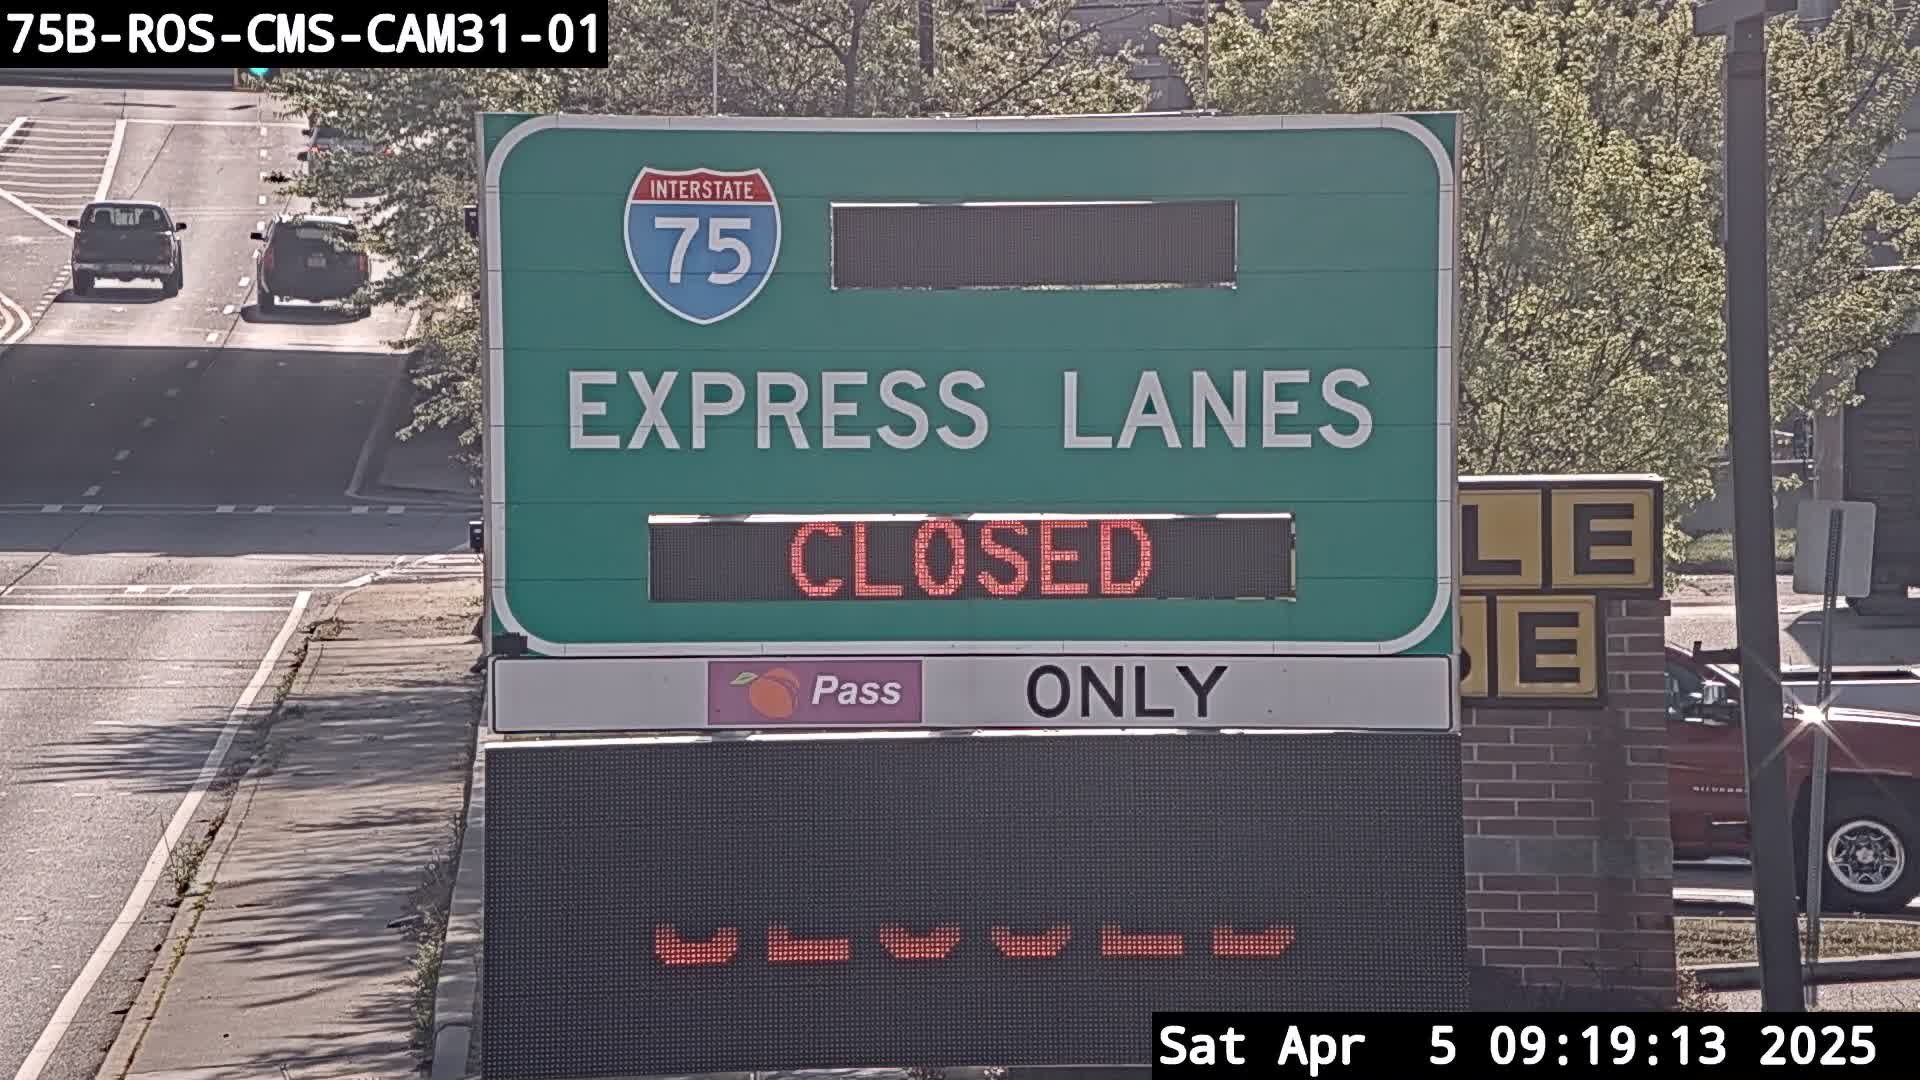 75B-ROS-CMS-CAM31-01
INTERSTATE
75
EXPRESS LANES
CLOSED
LE
E
Pass ONLY
Sat Apr 5 09:19:13 2025